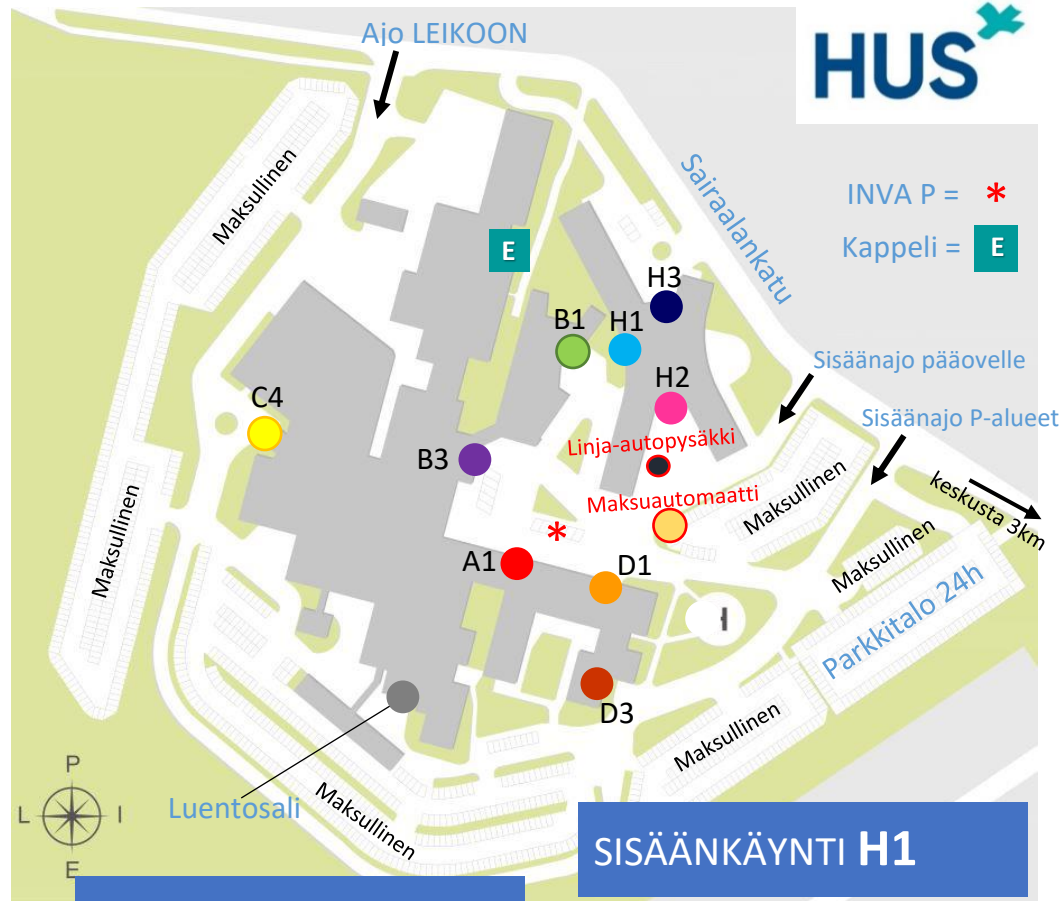 Ajo LEIKOON
HUS
Sairaalankatu
INVA P = *
Kappeli = E
Maksullinen
E
H3
B1
H1
H2
Sisäänajo pääovelle
Sisäänajo P-alueet
C4
B3
Linja-autopysäkki
Maksuautomaatti
Maksullinen
keskusta 3km
Maksullinen
*
A1
D1
Maksullinen
Parkkitalo 24h
D3
Maksullinen
P
L I
E
Luentosali
Maksullinen
SISÄÄNKÄYNTI H1